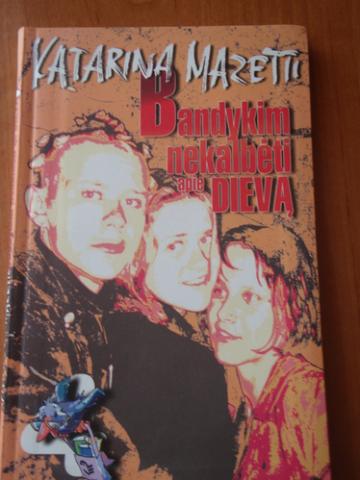 KATARINA MAZETTI
Bandykim
nekalbėti
apie DIEVĄ